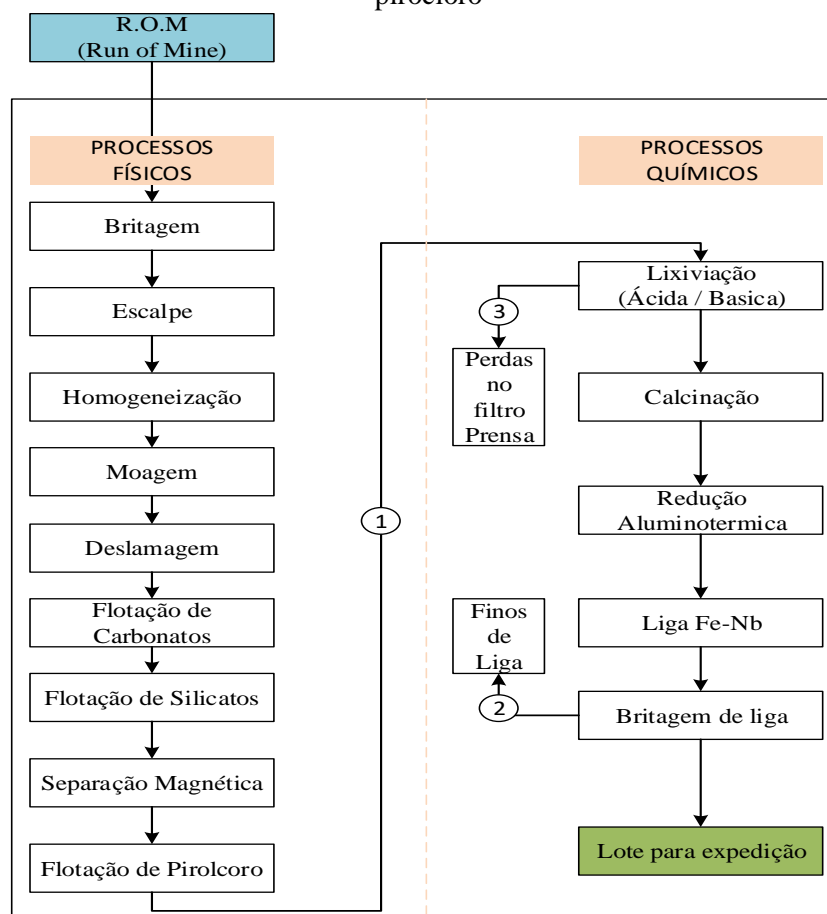 pirocloro
R.O.M
(Run of Mine)
PROCESSOS
FÍSICOS
Britagem
Escalpe
Homogeneização
Moagem
Deslamagem
Flotação de
Carbonatos
Flotação de Silicatos
Separação Magnética
Flotação de Pirolcoro
1
PROCESSOS
QUÍMICOS
Lixiviação
(Ácida / Basica)
3
Perdas
no
filtro
Prensa
Calcinação
Redução
Aluminotermica
Liga Fe-Nb
Britagem de liga
2
Finos
de
Liga
Lote para expedição